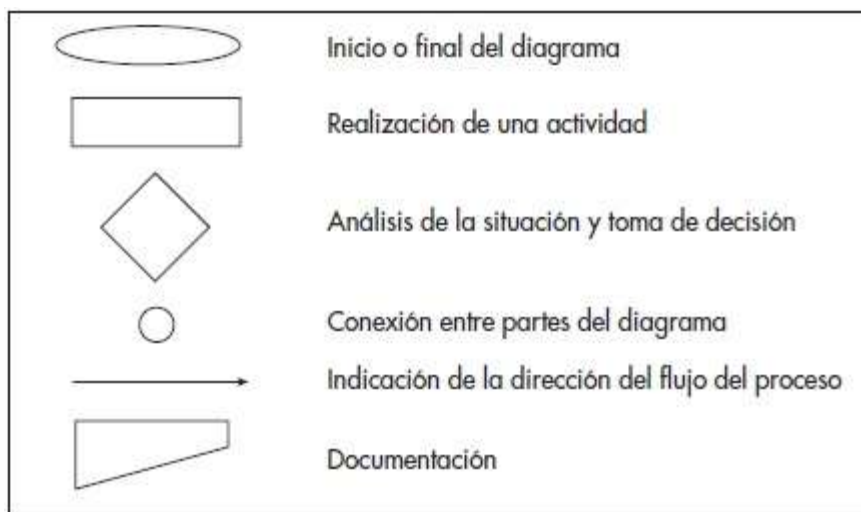 Inicio o final del diagrama
Realización de una actividad
Análisis de la situación y toma de decisión
Conexión entre partes del diagrama
Indicación de la dirección del flujo del proceso
Documentación